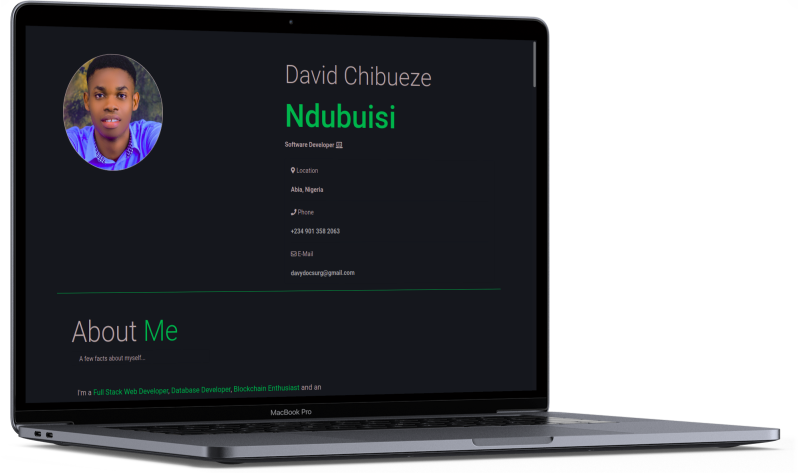 David Chibueze
Ndubuisi
Software Developer
Location
Abia, Nigeria
Phone
+234 901 358 2063
E-Mail
davydocsurg@gmail.com
About Me
A few facts about myself...
I'm a Full Stack Web Developer, Database Developer, Blockchain Enthusiast and an
MacBook Pro